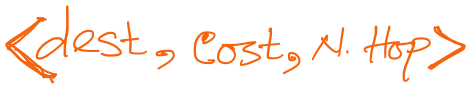 <dest, Cost, N. Hop>